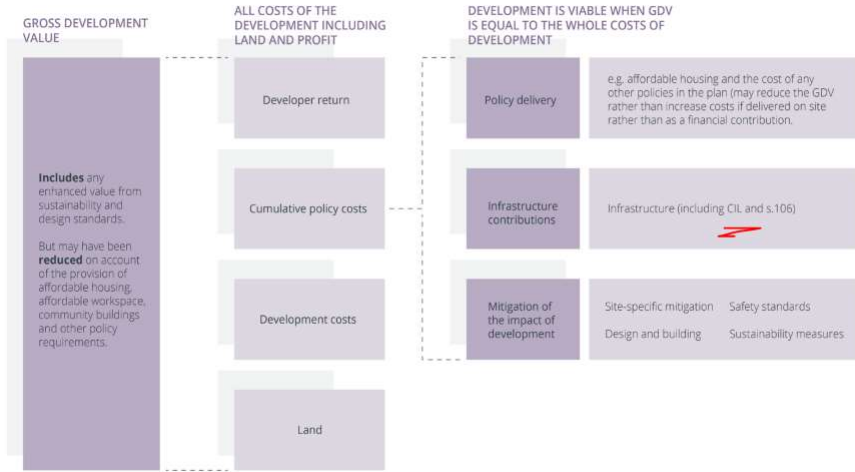 GROSS DEVELOPMENT
VALUE
Includes any
enhanced value from
sustainability and
design standards.
But may have been
reduced on account
of the provision of
affordable housing,
affordable workspace,
community buildings
and other policy
requirements.
ALL COSTS OF THE
DEVELOPMENT INCLUDING
LAND AND PROFIT
Developer return
Cumulative policy costs
Development costs
Land
DEVELOPMENT IS VIABLE WHEN GDV
IS EQUAL TO THE WHOLE COSTS OF
DEVELOPMENT
Policy delivery
e.g. affordable housing and the cost of any
other policies in the plan (may reduce the GDV
rather than increase costs if delivered on site
rather than as a financial contribution.
Infrastructure
contributions
Infrastructure (including CIL and s.106)
Mitigation of
the impact of
development
Site-specific mitigation
Safety standards
Design and building
Sustainability measures